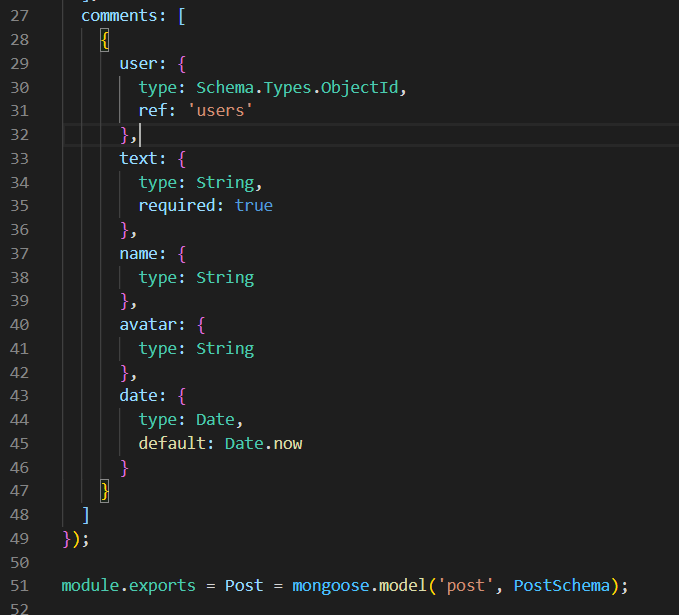 27 comments: [
28 {
29 user: {
30 type: Schema.Types.ObjectId,
31 ref: 'users'
32 },
33 text: {
34 type: String,
35 required: true
36 },
37 name: {
38 type: String
39 },
40 avatar: {
41 type: String
42 },
43 date: {
44 type: Date,
45 default: Date.now
46 }
47 }
48 ]
49 });
50
51 module.exports = Post = mongoose.model('post', PostSchema);
52